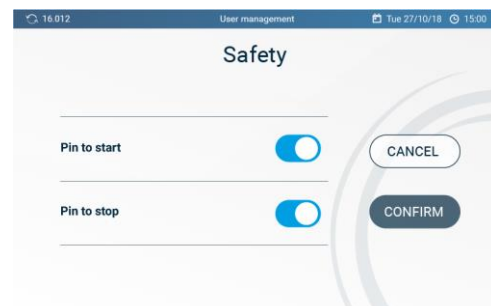 16.012 User management Tue 27/10/18 15:00
Safety
Pin to start
CANCEL
Pin to stop
CONFIRM